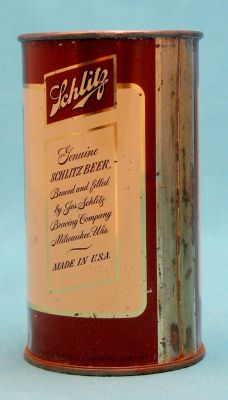 Schlitz
Genuine
SCHLITZ BEER
Brewed and filled
by Jos. Schlitz
Brewing Company
Milwaukee, Wis.
MADE IN U.S.A.